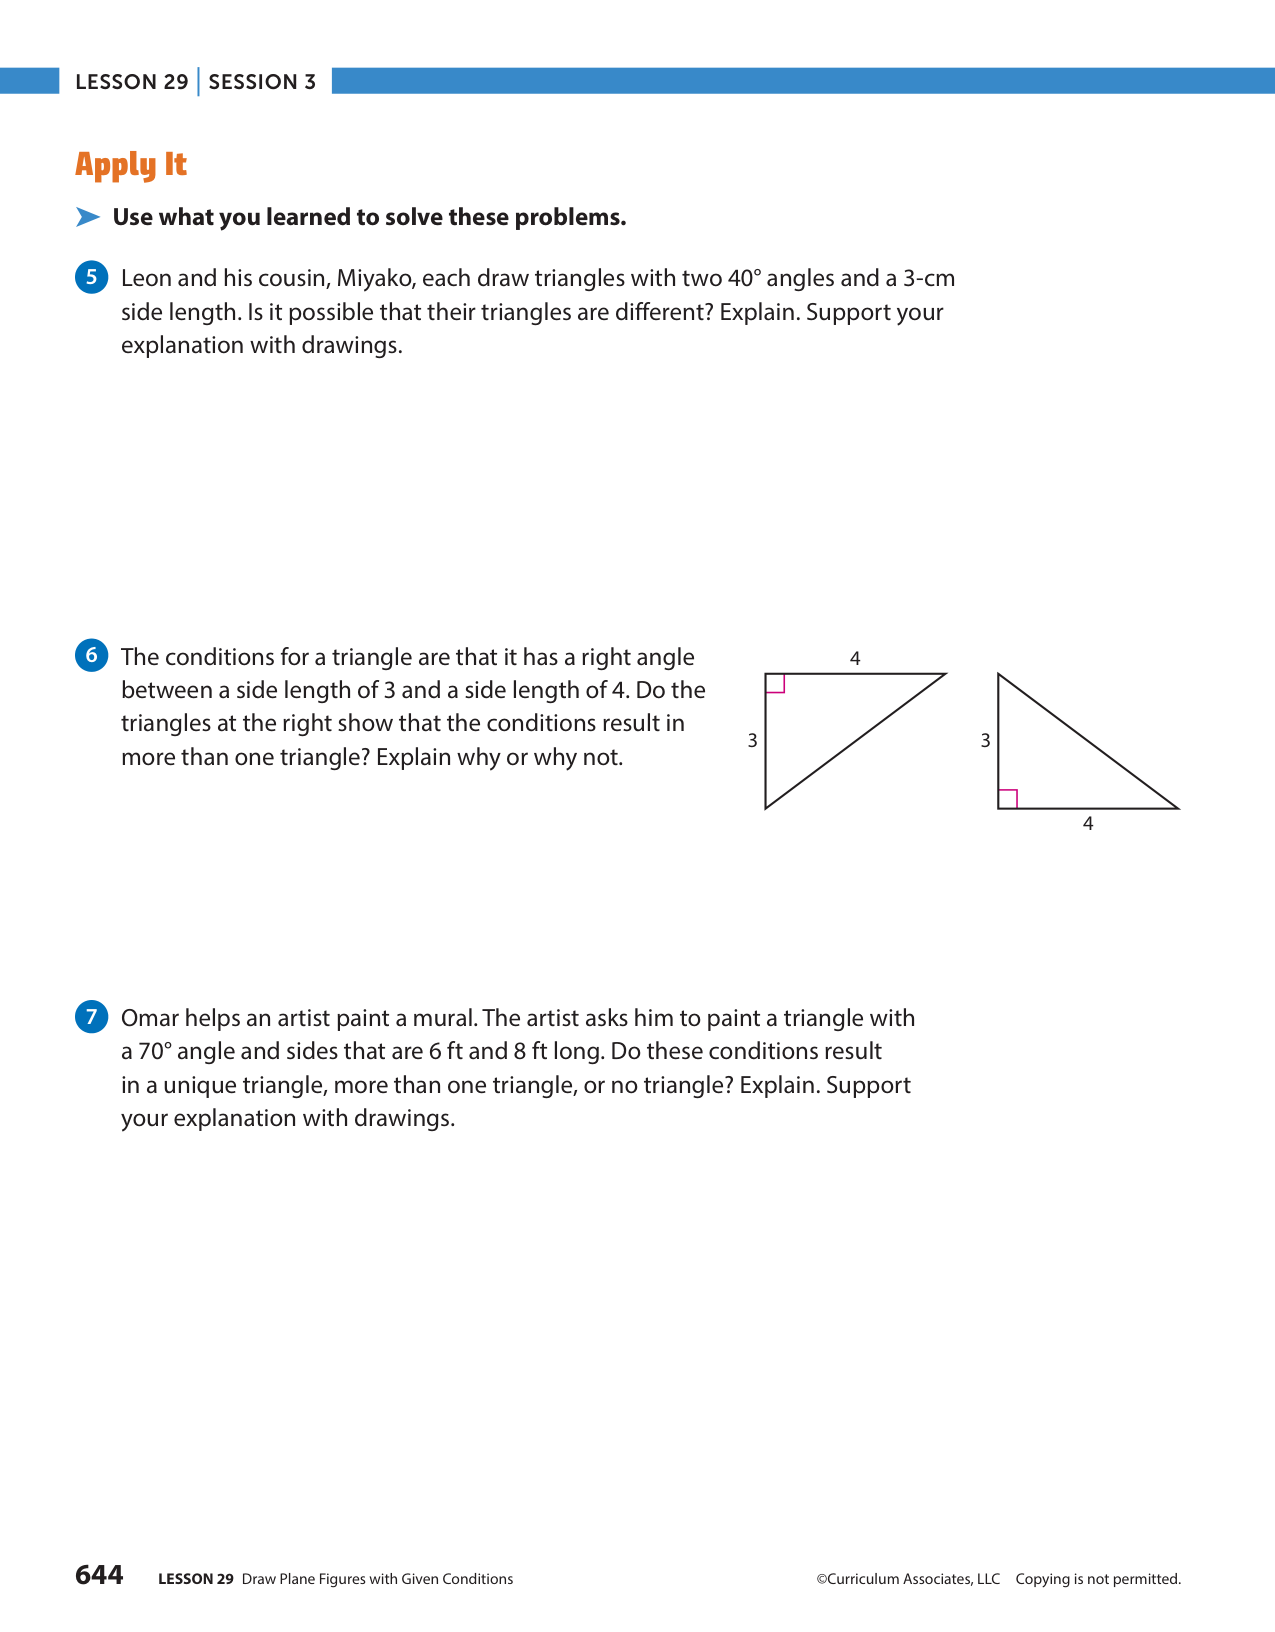 LESSON 29 | SESSION 3
Apply It
Use what you learned to solve these problems.
5 Leon and his cousin, Miyako, each draw triangles with two 40° angles and a 3-cm
side length. Is it possible that their triangles are different? Explain. Support your
explanation with drawings.
6 The conditions for a triangle are that it has a right angle
between a side length of 3 and a side length of 4. Do the
triangles at the right show that the conditions result in
more than one triangle? Explain why or why not.
4
3
3
4
7 Omar helps an artist paint a mural. The artist asks him to paint a triangle with
a 70° angle and sides that are 6 ft and 8 ft long. Do these conditions result
in a unique triangle, more than one triangle, or no triangle? Explain. Support
your explanation with drawings.
644 LESSON 29 Draw Plane Figures with Given Conditions ©Curriculum Associates, LLC Copying is not permitted.